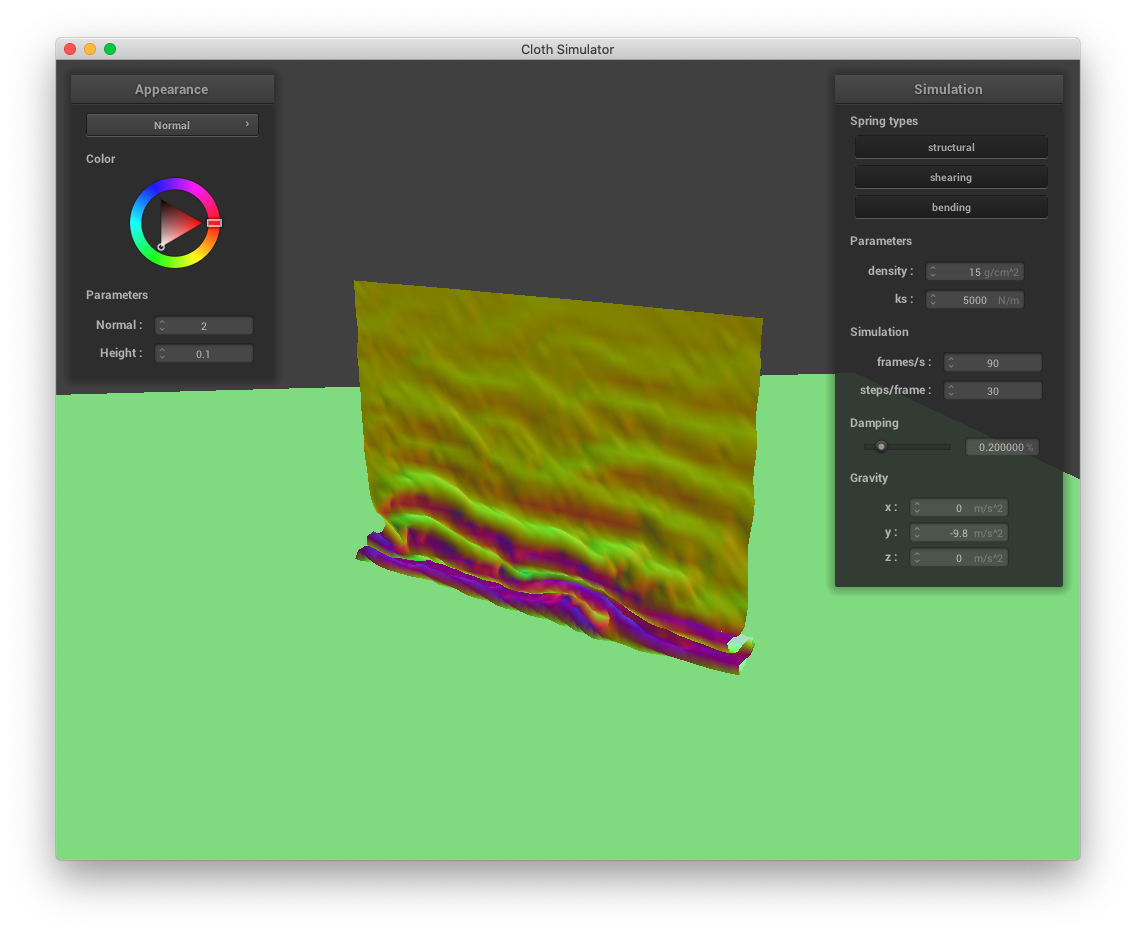 Cloth Simulator
Appearance
Normal
Color
Parameters
Normal : 2
Height : 0.1
Simulation
Spring types
structural
shearing
bending
Parameters
density : 15 g/cm^2
ks : 5000 N/m
Simulation
frames/s : 90
steps/frame : 30
Damping
0.200000 %
Gravity
x : 0 m/s^2
y : -9.8 m/s^2
z : 0 m/s^2